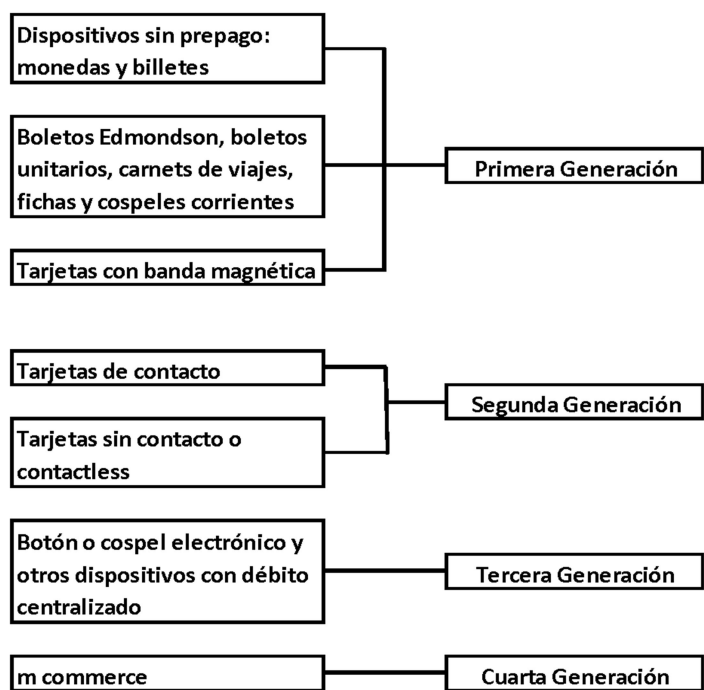 Dispositivos sin prepago:
monedas y billetes
Boletos Edmondson, boletos
unitarios, carnets de viajes,
fichas y cospeles corrientes
Primera Generación
Tarjetas con banda magnética
Tarjetas de contacto
Segunda Generación
Tarjetas sin contacto o
contactless
Botón o cospel electrónico y
otros dispositivos con débito
centralizado
Tercera Generación
m commerce
Cuarta Generación